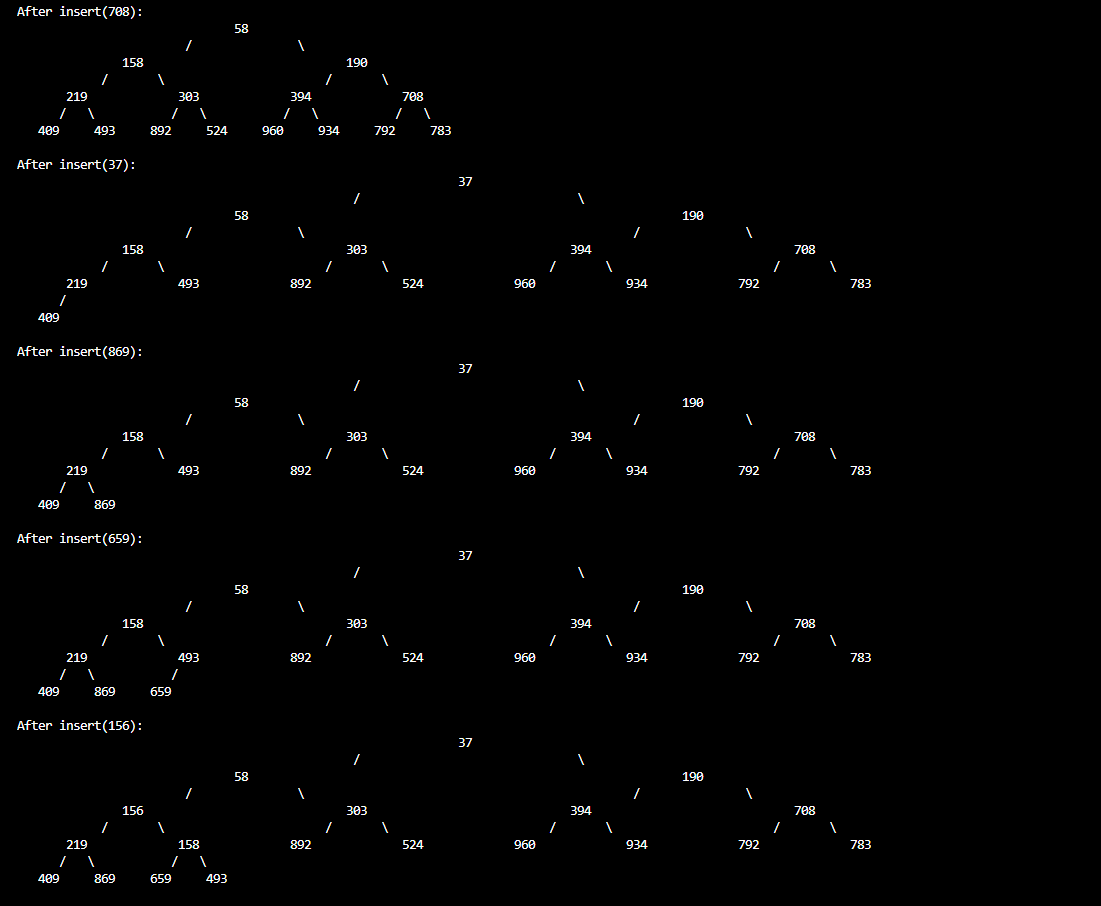 After insert(708):
                               58
                        /               \
               158                             190
            /       \                       /       \
       219             303             394             708
      /   \           /   \           /   \           /   \
   409     493     892     524     960     934     792     783

After insert(37):
                                                               37
                                                /                               \
                               58                                                              190
                        /               \                                               /               \
               158                             303                             394                             708
            /       \                       /       \                       /       \                       /       \
       219             493             892             524             960             934             792             783
      /
   409

After insert(869):
                                                               37
                                                /                               \
                               58                                                              190
                        /               \                                               /               \
               158                             303                             394                             708
            /       \                       /       \                       /       \                       /       \
       219             493             892             524             960             934             792             783
      /   \
   409     869

After insert(659):
                                                               37
                                                /                               \
                               58                                                              190
                        /               \                                               /               \
               158                             303                             394                             708
            /       \                       /       \                       /       \                       /       \
       219             493             892             524             960             934             792             783
      /   \           /
   409     869     659

After insert(156):
                                                               37
                                                /                               \
                               58                                                              190
                        /               \                                               /               \
               156                             303                             394                             708
            /       \                       /       \                       /       \                       /       \
       219             158             892             524             960             934             792             783
      /   \           /   \
   409     869     659     493